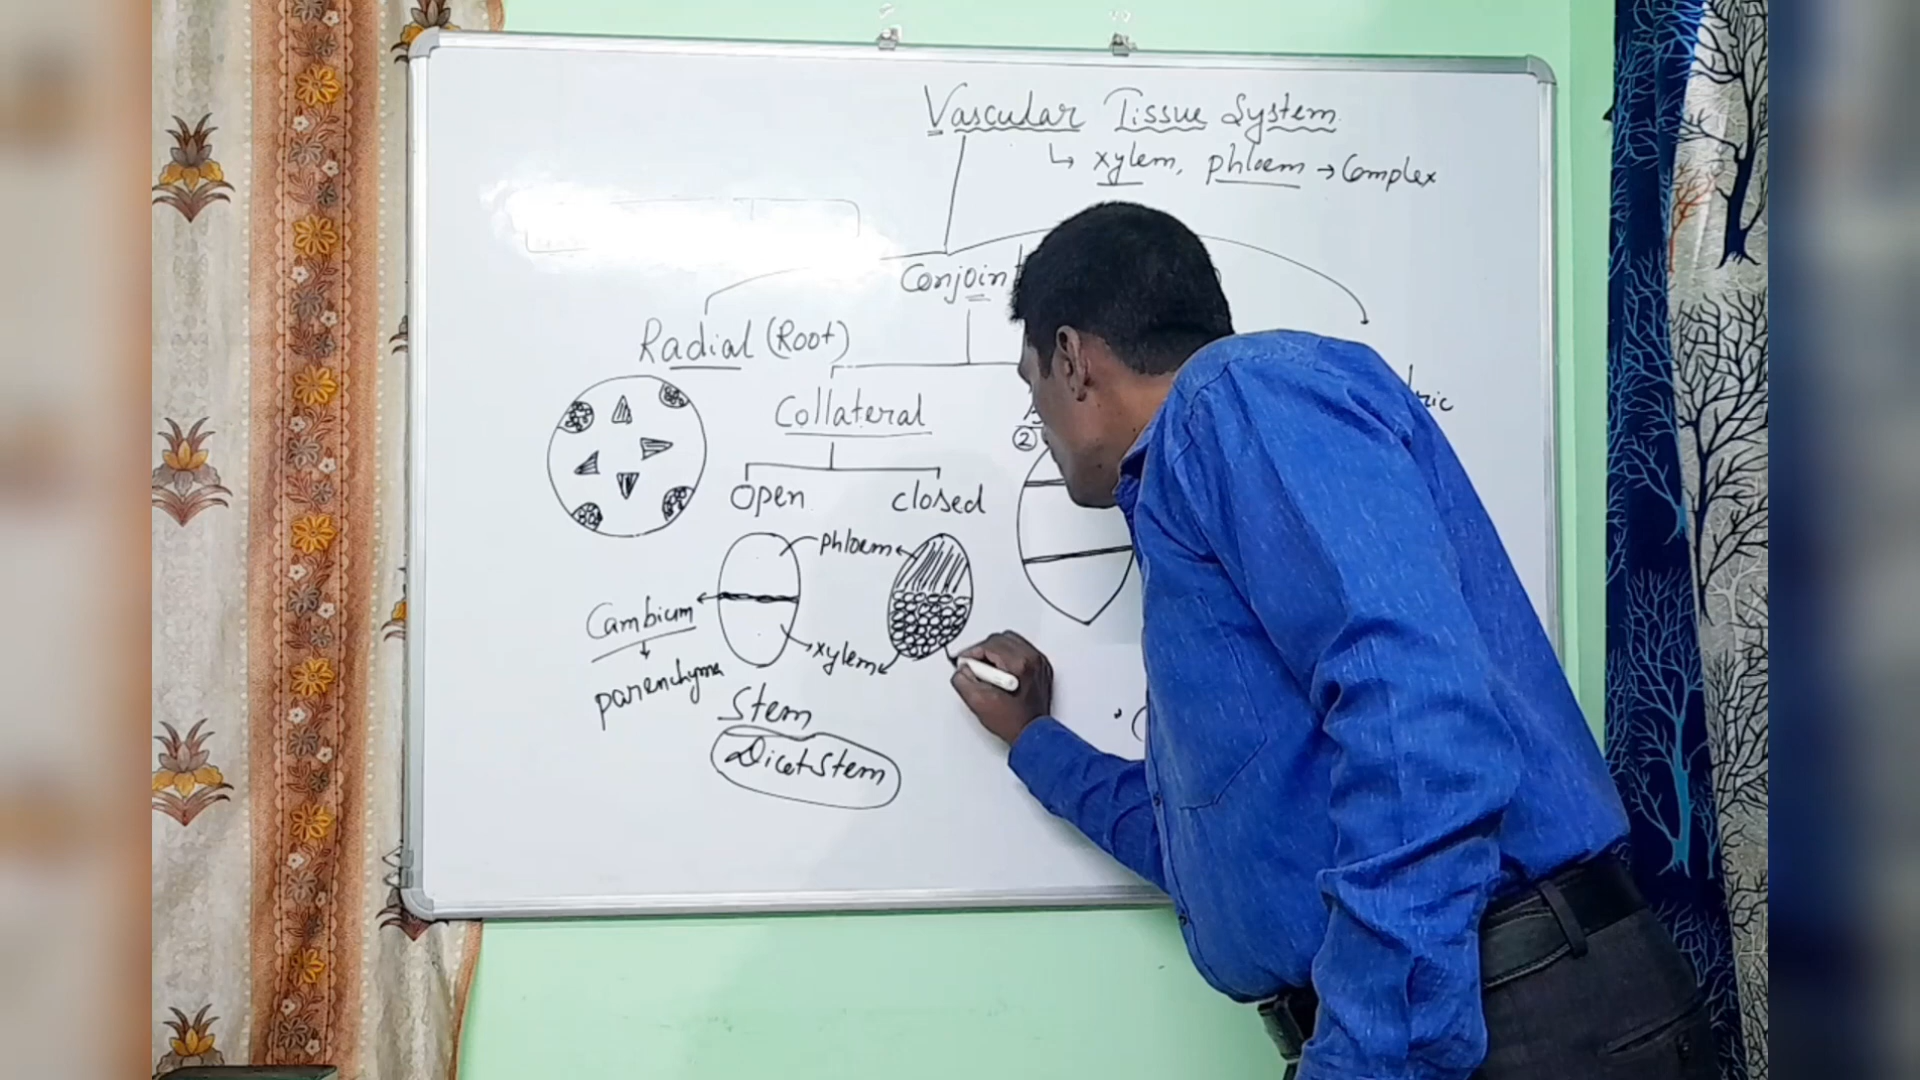 Vascular Tissue System
↳ xylem, phloem → Complex
Conjoin
Radial (Root)
Collateral
②
Open
closed
phloem
Cambium
xylem
parenchyma
Stem
Dicot Stem